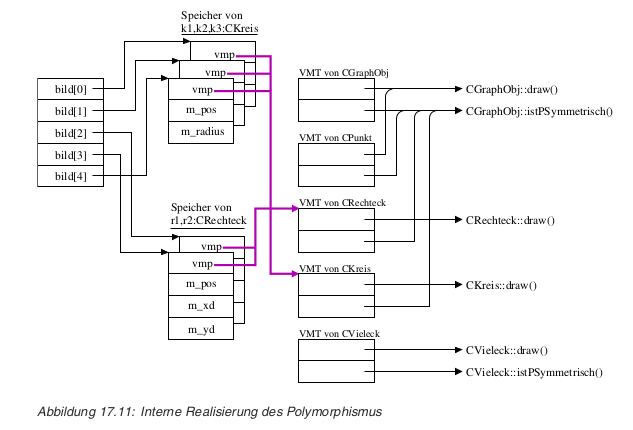 Speicher von
k1,k2,k3:CKreis
vmp
vmp
vmp
m_pos
m_radius
bild[0]
bild[1]
bild[2]
bild[3]
bild[4]
Speicher von
r1,r2:CRechteck
vmp
vmp
m_pos
m_xd
m_yd
VMT von CGraphObj
VMT von CPunkt
VMT von CRechteck
VMT von CKreis
VMT von CVieleck
CGraphObj::draw()
CGraphObj::istPSymmetrisch()
CRechteck::draw()
CKreis::draw()
CVieleck::draw()
CVieleck::istPSymmetrisch()
Abbildung 17.11: Interne Realisierung des Polymorphismus